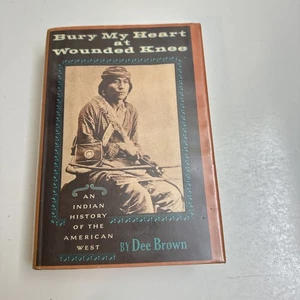 Bury My Heart
at
Wounded Knee
AN
INDIAN
HISTORY
OF THE
AMERICAN
WEST
BY Dee Brown